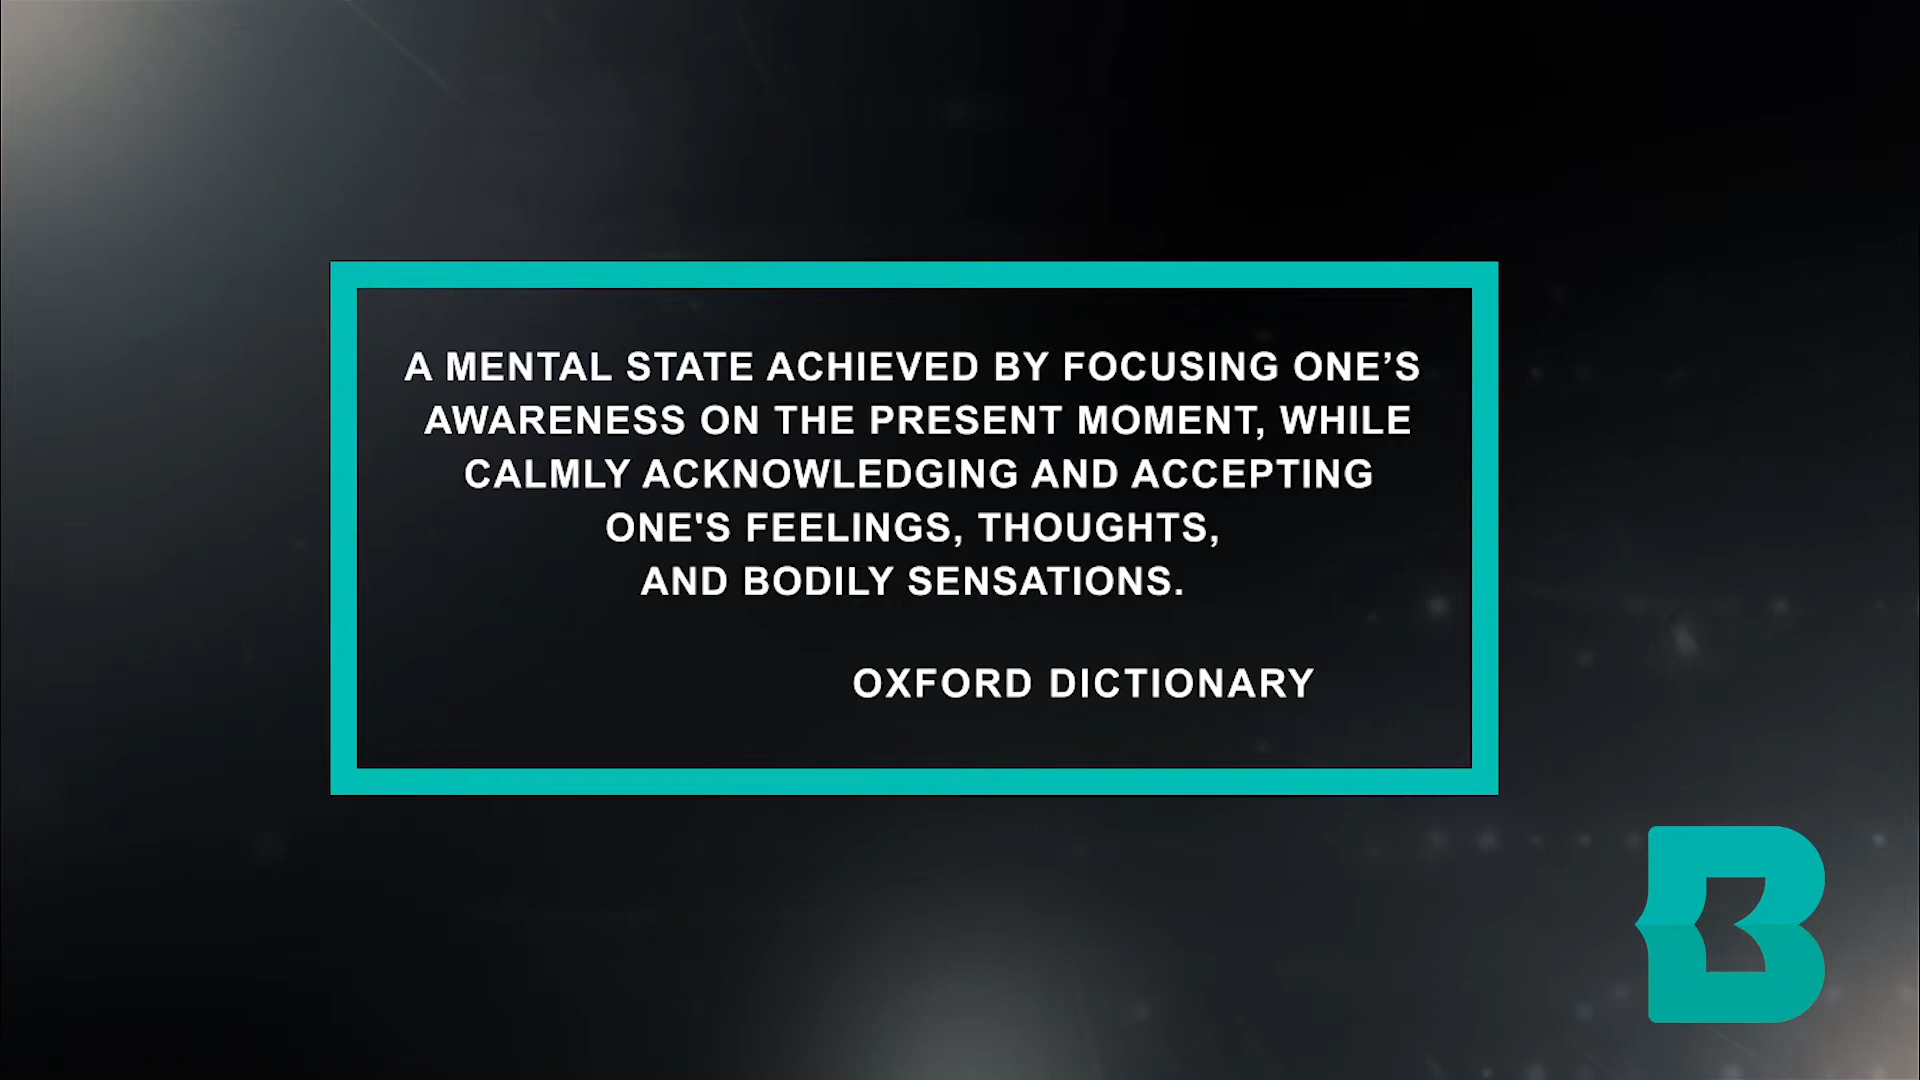 A MENTAL STATE ACHIEVED BY FOCUSING ONE’S
AWARENESS ON THE PRESENT MOMENT, WHILE
CALMLY ACKNOWLEDGING AND ACCEPTING
ONE'S FEELINGS, THOUGHTS,
AND BODILY SENSATIONS.
OXFORD DICTIONARY
B